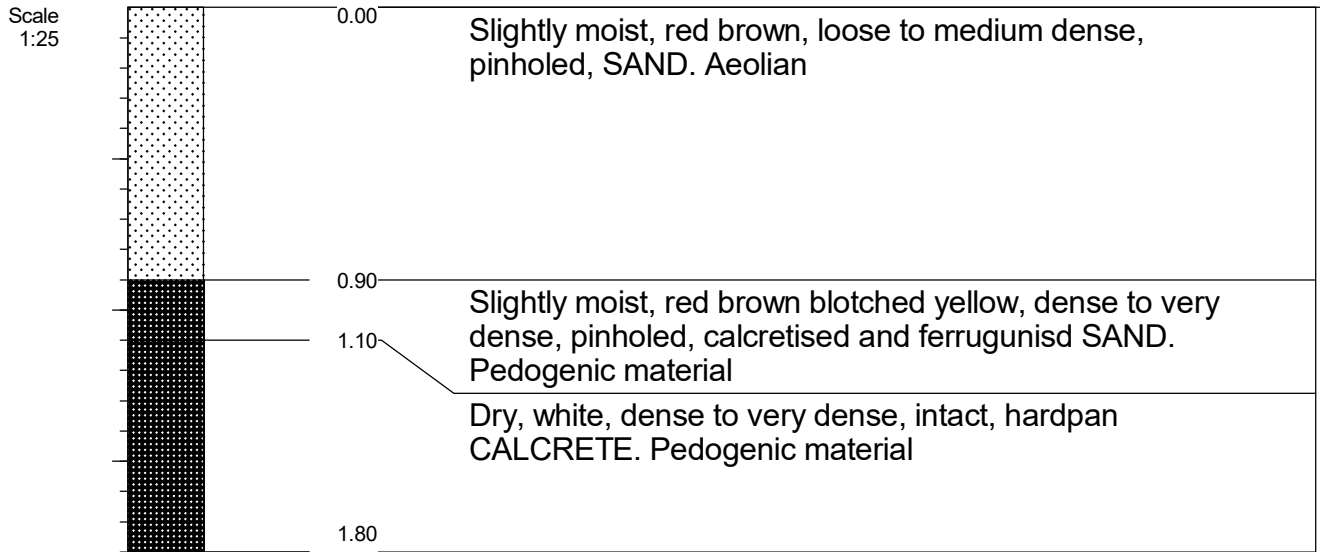 Scale
1:25
0.00
Slightly moist, red brown, loose to medium dense,
pinholed, SAND. Aeolian
0.90
Slightly moist, red brown blotched yellow, dense to very
dense, pinholed, calcretised and ferrugunisd SAND.
Pedogenic material
1.10
Dry, white, dense to very dense, intact, hardpan
CALCRETE. Pedogenic material
1.80